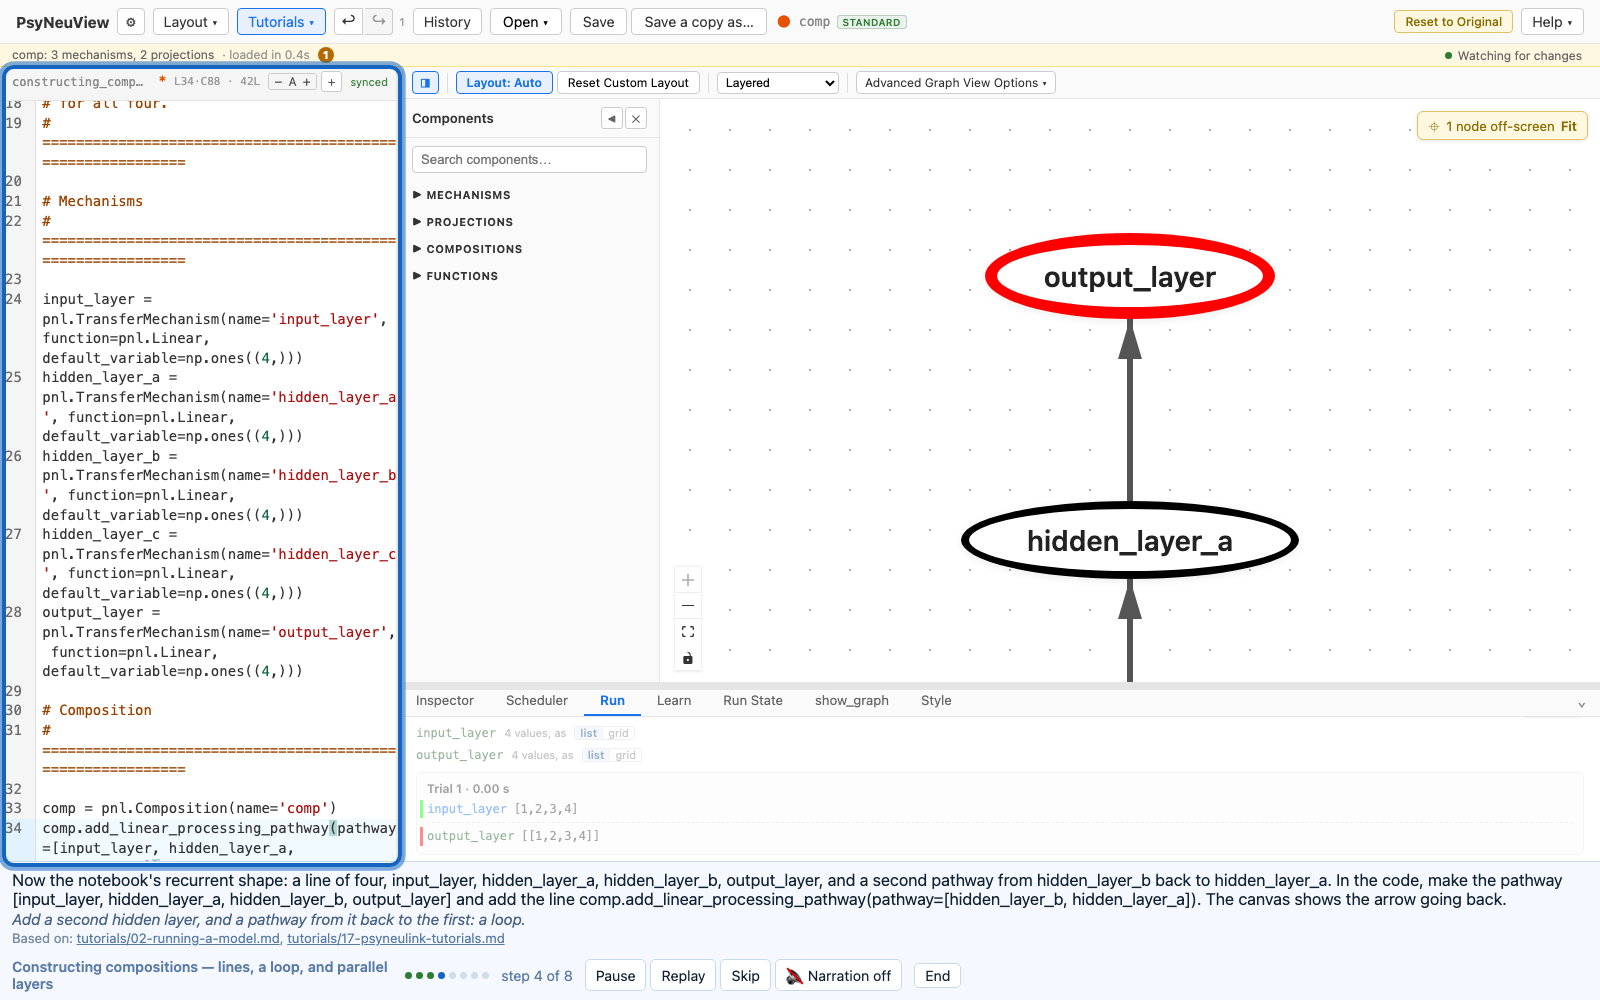 PsyNeuView
Layout ▾
Tutorials ▾
1
History
Open ▾
Save
Save a copy as...
comp STANDARD
Reset to Original
Help ▾
comp: 3 mechanisms, 2 projections · loaded in 0.4s 1
Watching for changes
constructing_comp… * L34·C88 · 42L − A + + synced
Layout: Auto
Reset Custom Layout
Layered
Advanced Graph View Options ▾
18 # for all four.
19 #
==========================================
=================
20
21 # Mechanisms
22 #
==========================================
=================
23
24 input_layer =
pnl.TransferMechanism(name='input_layer',
function=pnl.Linear,
default_variable=np.ones((4,)))
25 hidden_layer_a =
pnl.TransferMechanism(name='hidden_layer_a
', function=pnl.Linear,
default_variable=np.ones((4,)))
26 hidden_layer_b =
pnl.TransferMechanism(name='hidden_layer_b
', function=pnl.Linear,
default_variable=np.ones((4,)))
27 hidden_layer_c =
pnl.TransferMechanism(name='hidden_layer_c
', function=pnl.Linear,
default_variable=np.ones((4,)))
28 output_layer =
pnl.TransferMechanism(name='output_layer',
function=pnl.Linear,
default_variable=np.ones((4,)))
29
30 # Composition
31 #
==========================================
=================
32
33 comp = pnl.Composition(name='comp')
34 comp.add_linear_processing_pathway(pathway
=[input_layer, hidden_layer_a,
Components
Search components...
MECHANISMS
PROJECTIONS
COMPOSITIONS
FUNCTIONS
1 node off-screen Fit
output_layer
hidden_layer_a
Inspector
Scheduler
Run
Learn
Run State
show_graph
Style
input_layer 4 values, as list grid
output_layer 4 values, as list grid
Trial 1 · 0.00 s
input_layer [1,2,3,4]
output_layer [[1,2,3,4]]
Now the notebook's recurrent shape: a line of four, input_layer, hidden_layer_a, hidden_layer_b, output_layer, and a second pathway from hidden_layer_b back to hidden_layer_a. In the code, make the pathway
[input_layer, hidden_layer_a, hidden_layer_b, output_layer] and add the line comp.add_linear_processing_pathway(pathway=[hidden_layer_b, hidden_layer_a]). The canvas shows the arrow going back.
Add a second hidden layer, and a pathway from it back to the first: a loop.
Based on: tutorials/02-running-a-model.md, tutorials/17-psyneulink-tutorials.md
Constructing compositions — lines, a loop, and parallel
layers
step 4 of 8
Pause
Replay
Skip
Narration off
End